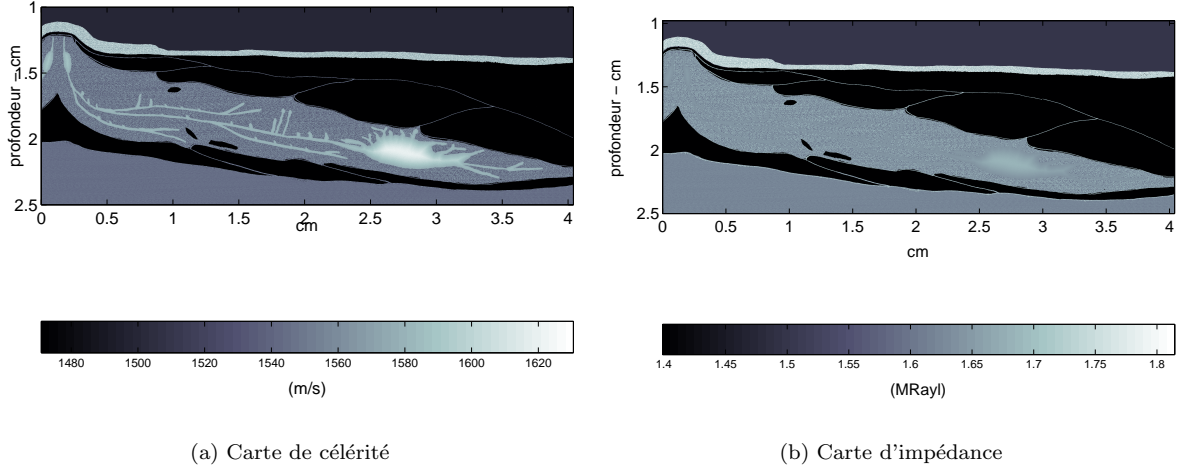 1
1.5
2
2.5
profondeur – cm
0 0.5 1 1.5 2 2.5 3 3.5 4
cm
1480 1500 1520 1540 1560 1580 1600 1620
(m/s)
(a) Carte de célérité
1
1.5
2
2.5
profondeur – cm
0 0.5 1 1.5 2 2.5 3 3.5 4
cm
1.4 1.45 1.5 1.55 1.6 1.65 1.7 1.75 1.8
(MRayl)
(b) Carte d'impédance